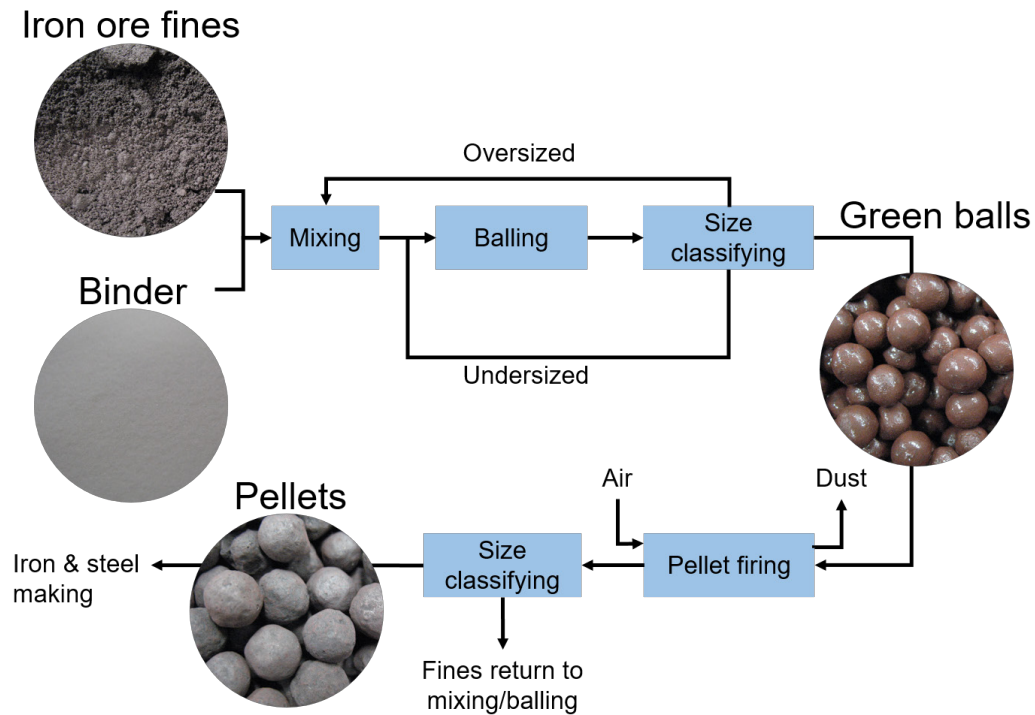 Iron ore fines
Oversized
Mixing
Balling
Size
classifying
Green balls
Binder
Undersized
Pellets
Air
Dust
Iron & steel
making
Size
classifying
Pellet firing
Fines return to
mixing/balling